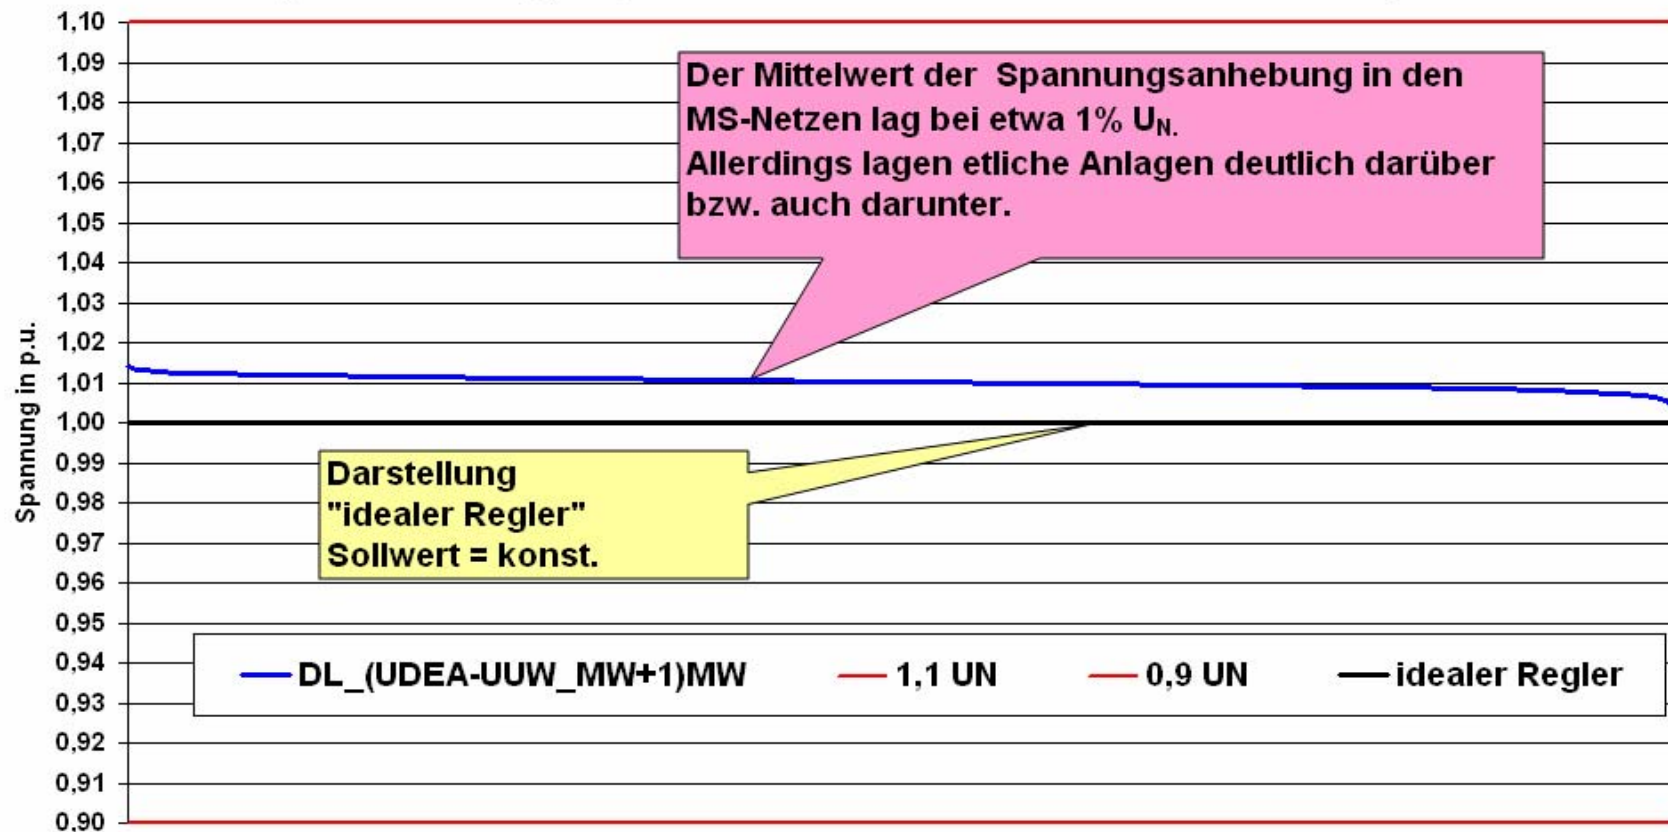 1,10
1,09
1,08
1,07
1,06
1,05
1,04
1,03
1,02
1,01
1,00
0,99
0,98
0,97
0,96
0,95
0,94
0,93
0,92
0,91
0,90
Spannung in p.u.
Der Mittelwert der Spannungsanhebung in den
MS-Netzen lag bei etwa 1% UN.
Allerdings lagen etliche Anlagen deutlich darüber
bzw. auch darunter.
Darstellung
"idealer Regler"
Sollwert = konst.
DL_(UDEA-UUW_MW+1)MW 1,1 UN 0,9 UN idealer Regler